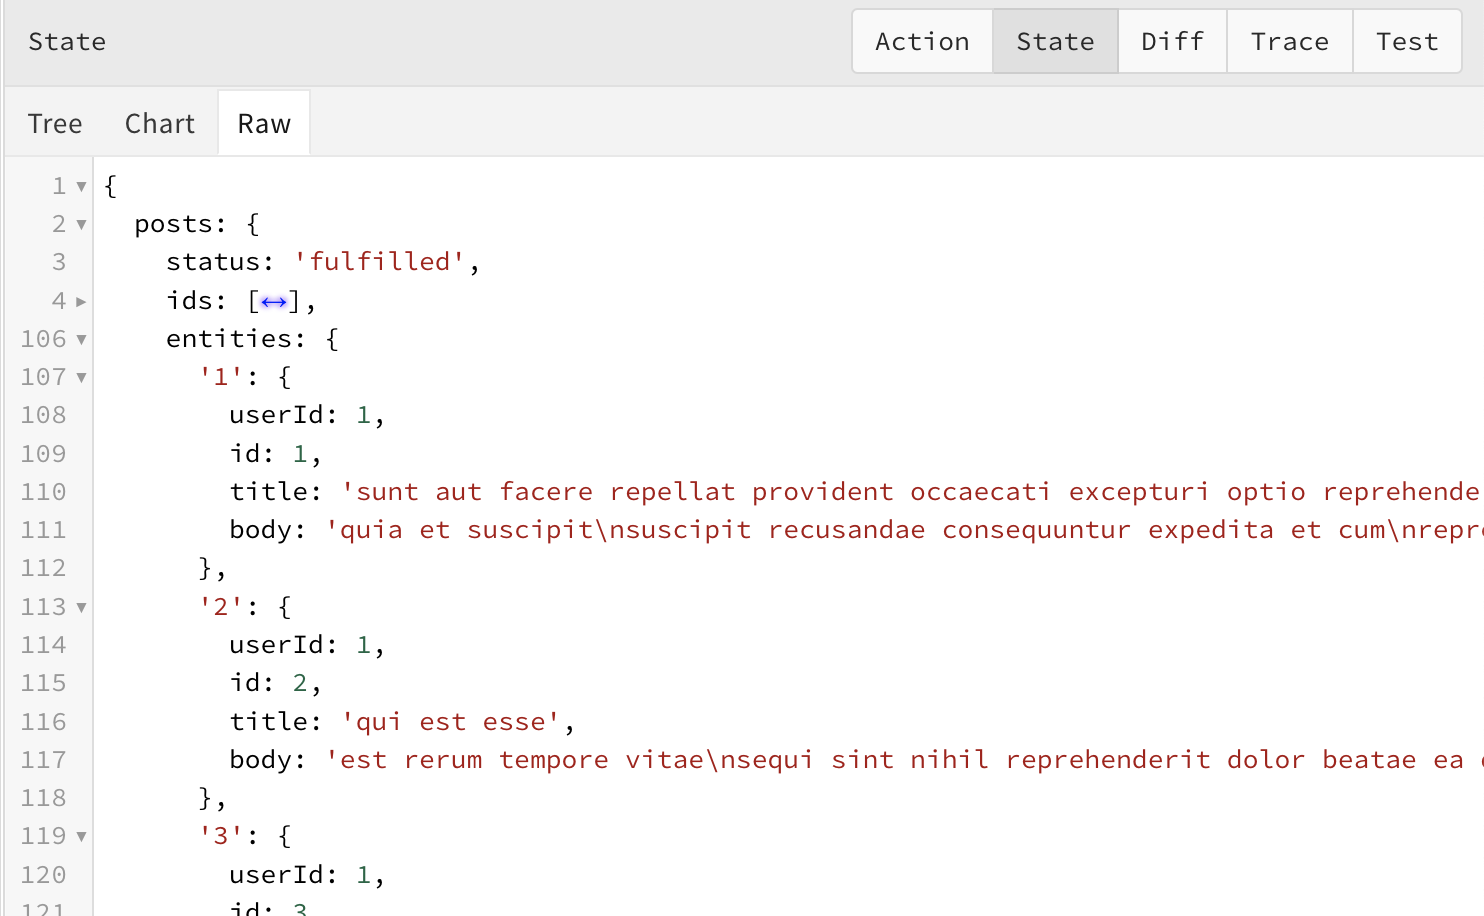 State Action State Diff Trace Test
Tree Chart Raw
1 ▼ {
2 ▼ posts: {
3 status: 'fulfilled',
4 ▶ ids: [↔],
106 ▼ entities: {
107 ▼ '1': {
108 userId: 1,
109 id: 1,
110 title: 'sunt aut facere repellat provident occaecati excepturi optio reprehende
111 body: 'quia et suscipit\nsuscipit recusandae consequuntur expedita et cum\nrepr
112 },
113 ▼ '2': {
114 userId: 1,
115 id: 2,
116 title: 'qui est esse',
117 body: 'est rerum tempore vitae\nsequi sint nihil reprehenderit dolor beatae ea
118 },
119 ▼ '3': {
120 userId: 1,
121 id: 3